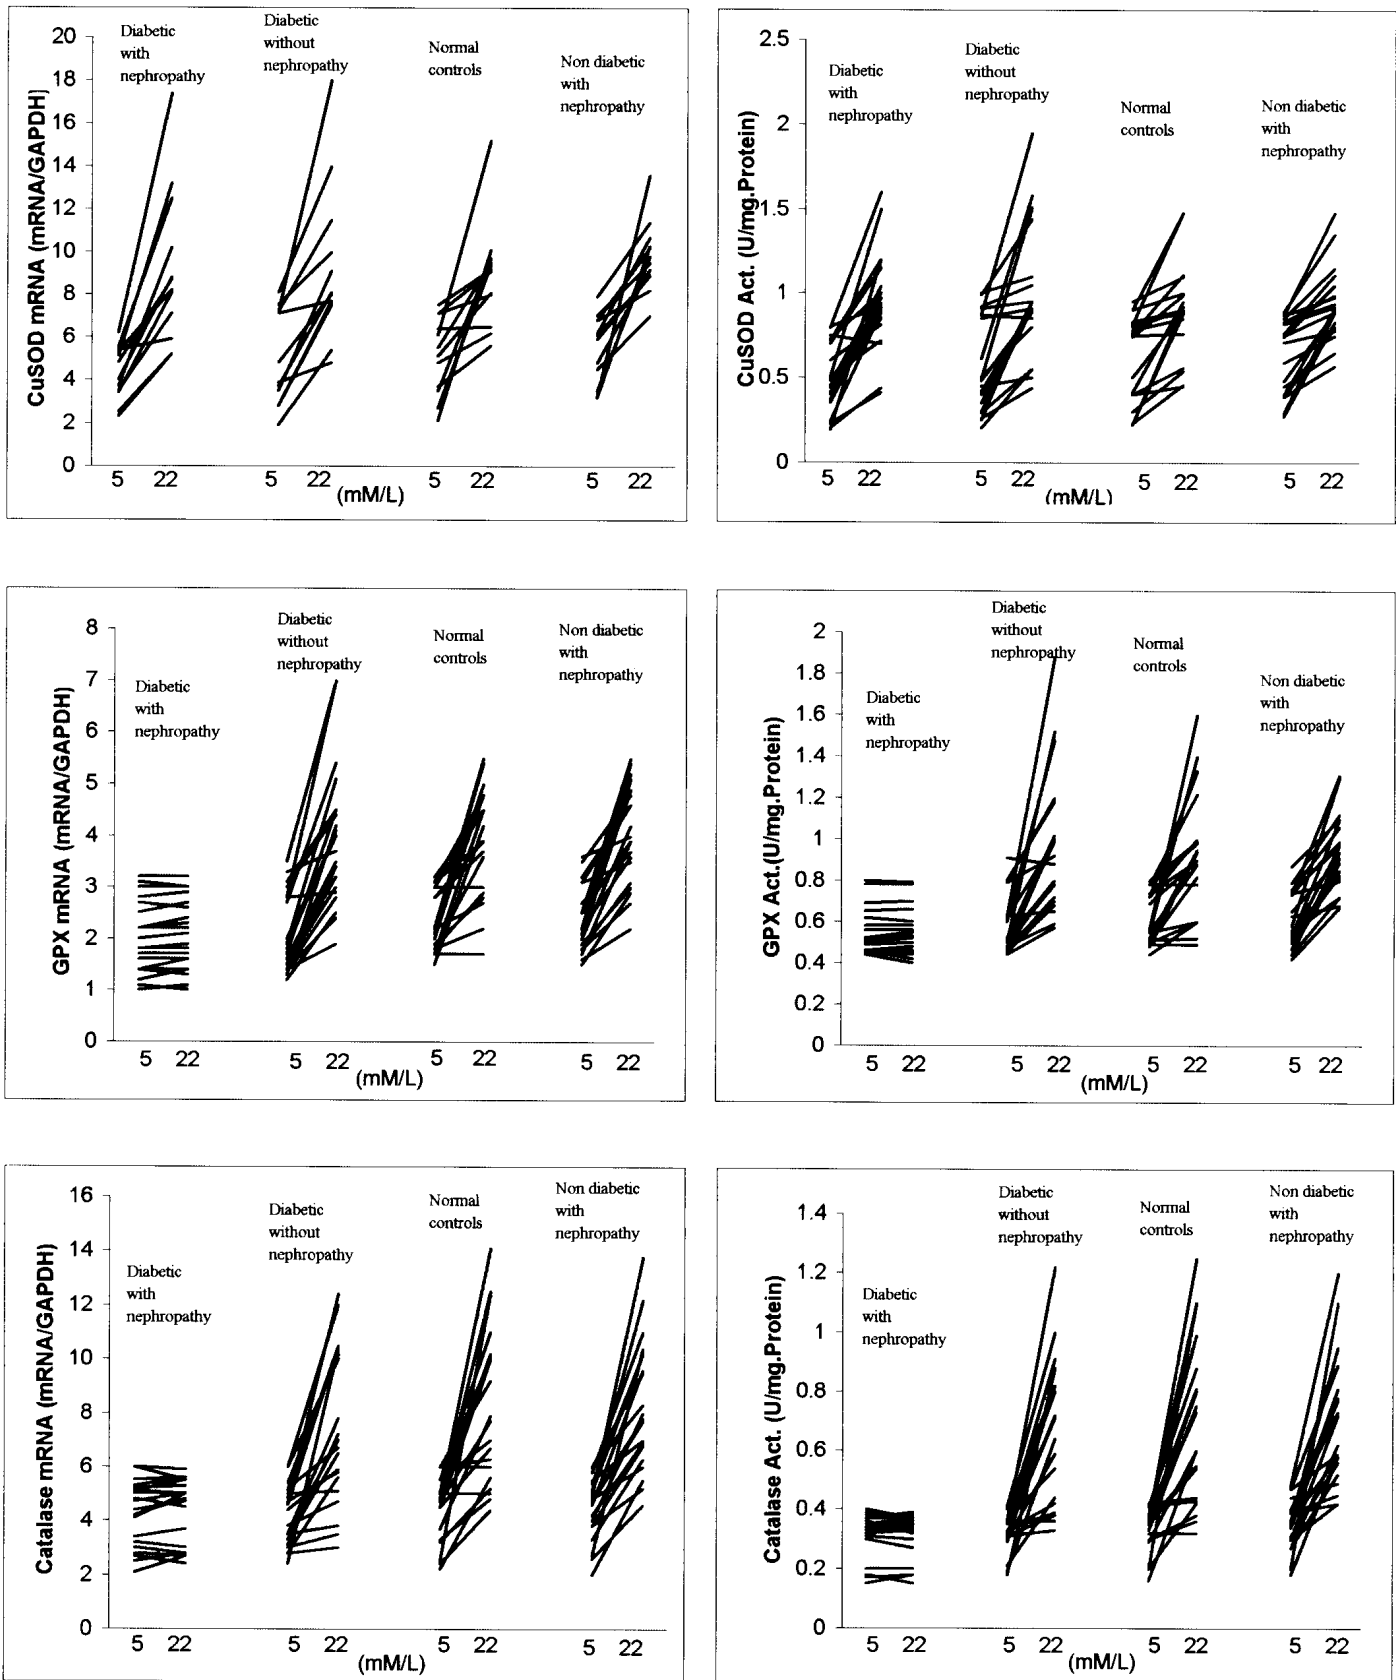 CuSOD mRNA (mRNA/GAPDH)
20
18
16
14
12
10
8
6
4
2
0
Diabetic
with
nephropathy
Diabetic
without
nephropathy
Normal
controls
Non diabetic
with
nephropathy
5 22 5 22 5 22 5 22
(mM/L)
CuSOD Act. (U/mg.Protein)
2.5
2
1.5
1
0.5
0
Diabetic
with
nephropathy
Diabetic
without
nephropathy
Normal
controls
Non diabetic
with
nephropathy
5 22 5 22 5 22 5 22
(mM/L)
GPX mRNA (mRNA/GAPDH)
8
7
6
5
4
3
2
1
0
Diabetic
with
nephropathy
Diabetic
without
nephropathy
Normal
controls
Non diabetic
with
nephropathy
5 22 5 22 5 22 5 22
(mM/L)
GPX Act.(U/mg.Protein)
2
1.8
1.6
1.4
1.2
1
0.8
0.6
0.4
0.2
0
Diabetic
with
nephropathy
Diabetic
without
nephropathy
Normal
controls
Non diabetic
with
nephropathy
5 22 5 22 5 22 5 22
(mM/L)
Catalase mRNA (mRNA/GAPDH)
16
14
12
10
8
6
4
2
0
Diabetic
with
nephropathy
Diabetic
without
nephropathy
Normal
controls
Non diabetic
with
nephropathy
5 22 5 22 5 22 5 22
(mM/L)
Catalase Act. (U/mg.Protein)
1.4
1.2
1
0.8
0.6
0.4
0.2
0
Diabetic
with
nephropathy
Diabetic
without
nephropathy
Normal
controls
Non diabetic
with
nephropathy
5 22 5 22 5 22 5 22
(mM/L)